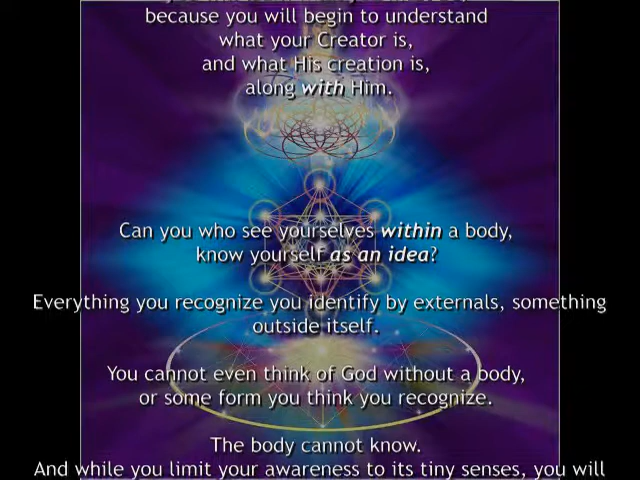 because you will begin to understand
what your Creator is,
and what His creation is,
along with Him.
Can you who see yourselves within a body,
know yourself as an idea?
Everything you recognize you identify by externals, something
outside itself.
You cannot even think of God without a body,
or some form you think you recognize.
The body cannot know.
And while you limit your awareness to its tiny senses, you will